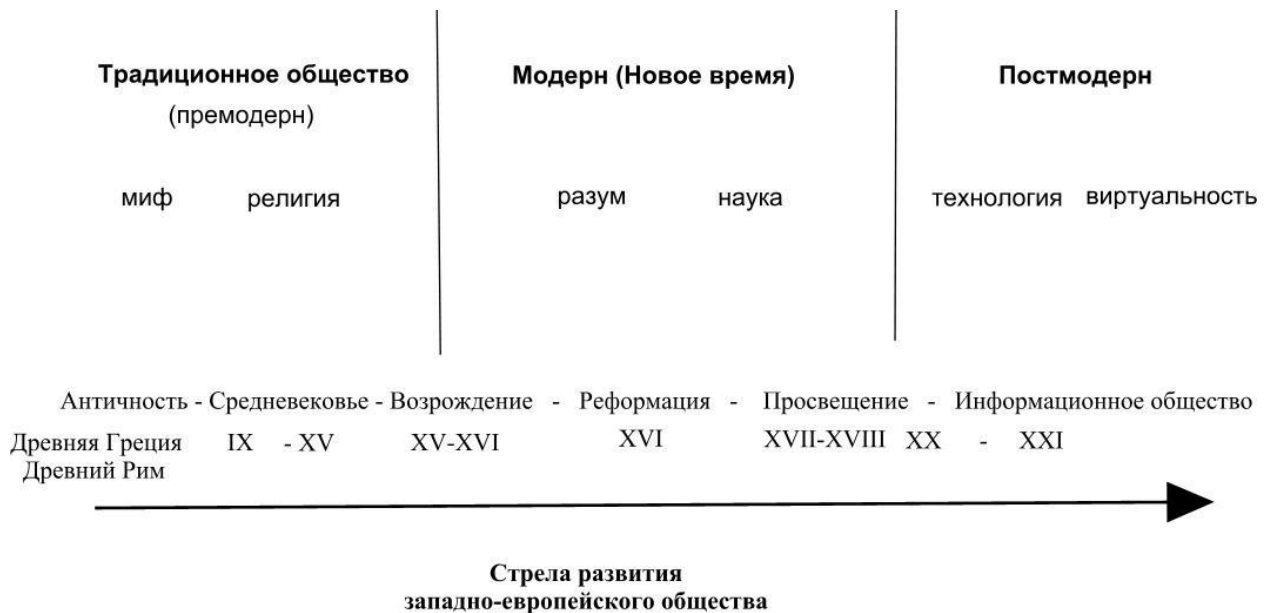 Традиционное общество
(премодерн)
Модерн (Новое время)
Постмодерн
миф религия
разум наука
технология виртуальность
Античность - Средневековье - Возрождение - Реформация - Просвещение - Информационное общество
Древняя Греция IX - XV XV-XVI XVI XVII-XVIII XX - XXI
Древний Рим
Стрела развития
западно-европейского общества